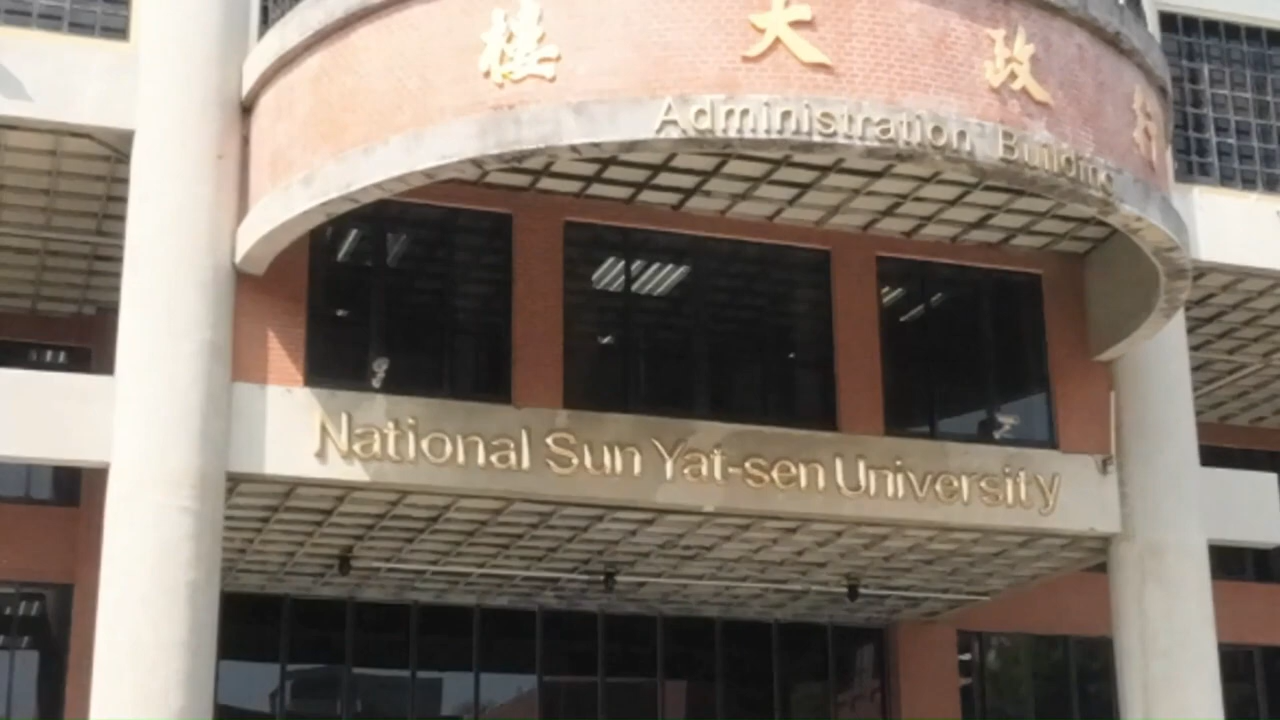 行政大樓
Administration Building
National Sun Yat-sen University